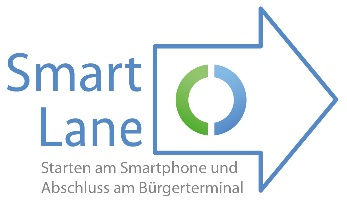 Smart
Lane
Starten am Smartphone und
Abschluss am Bürgerterminal